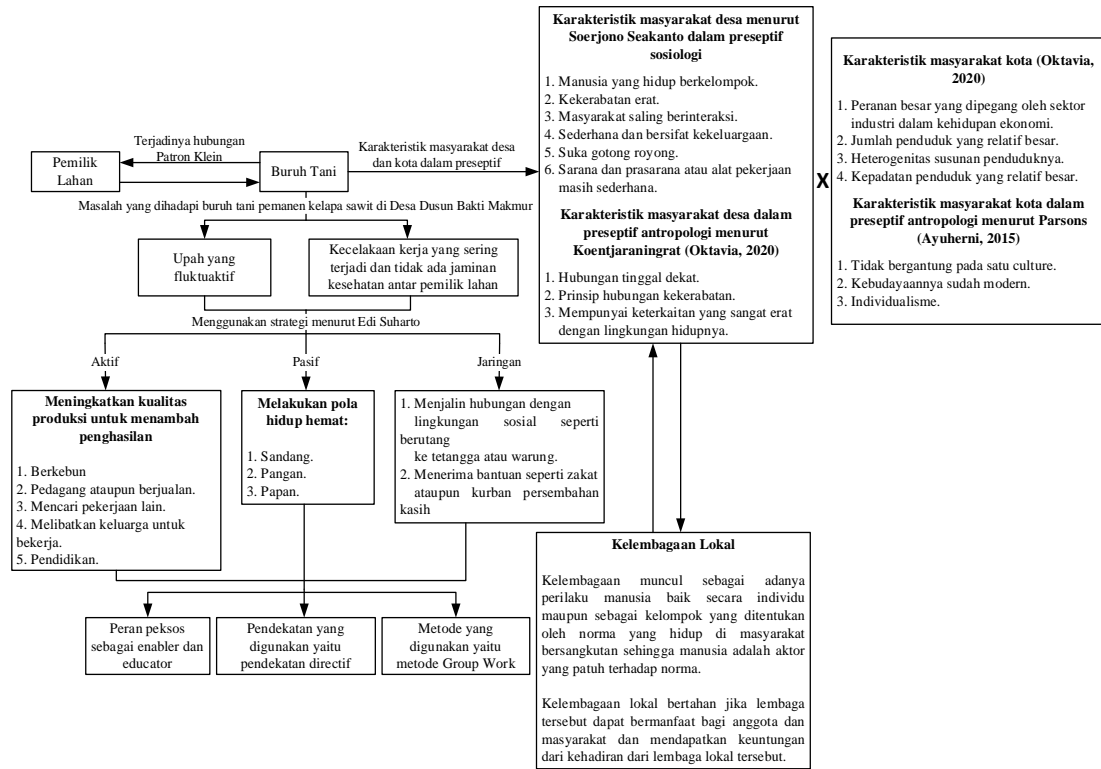 Karakteristik masyarakat desa menurut
Soerjono Seakanto dalam preseptif
sosiologi
1. Manusia yang hidup berkelompok.
2. Kekerabatan erat.
3. Masyarakat saling berinteraksi.
4. Sederhana dan bersifat kekeluargaan.
5. Suka gotong royong.
6. Sarana dan prasarana atau alat pekerjaan
masih sederhana.
Karakteristik masyarakat desa dalam
preseptif antropologi menurut
Koentjaraningrat (Oktavia, 2020)
1. Hubungan tinggal dekat.
2. Prinsip hubungan kekerabatan.
3. Mempunyai keterkaitan yang sangat erat
dengan lingkungan hidupnya.
X
Karakteristik masyarakat kota (Oktavia,
2020)
1. Peranan besar yang dipegang oleh sektor
industri dalam kehidupan ekonomi.
2. Jumlah penduduk yang relatif besar.
3. Heterogenitas susunan penduduknya.
4. Kepadatan penduduk yang relatif besar.
Karakteristik masyarakat kota dalam
preseptif antropologi menurut Parsons
(Ayuherni, 2015)
1. Tidak bergantung pada satu culture.
2. Kebudayaannya sudah modern.
3. Individualisme.
Pemilik
Lahan
Terjadinya hubungan
Patron Klein
Buruh Tani
Karakteristik masyarakat desa
dan kota dalam preseptif
Masalah yang dihadapi buruh tani pemanen kelapa sawit di Desa Dusun Bakti Makmur
Upah yang
fluktuaktif
Kecelakaan kerja yang sering
terjadi dan tidak ada jaminan
kesehatan antar pemilik lahan
Menggunakan strategi menurut Edi Suharto
Aktif
Pasif
Jaringan
Meningkatkan kualitas
produksi untuk menambah
penghasilan
1. Berkebun
2. Pedagang ataupun berjualan.
3. Mencari pekerjaan lain.
4. Melibatkan keluarga untuk
bekerja.
5. Pendidikan.
Melakukan pola
hidup hemat:
1. Sandang.
2. Pangan.
3. Papan.
1. Menjalin hubungan dengan
lingkungan sosial seperti
berutang
ke tetangga atau warung.
2. Menerima bantuan seperti zakat
ataupun kurban persembahan
kasih
Peran peksos
sebagai enabler dan
educator
Pendekatan yang
digunakan yaitu
pendekatan directif
Metode yang
digunakan yaitu
metode Group Work
Kelembagaan Lokal
Kelembagaan muncul sebagai adanya
perilaku manusia baik secara individu
maupun sebagai kelompok yang ditentukan
oleh norma yang hidup di masyarakat
bersangkutan sehingga manusia adalah aktor
yang patuh terhadap norma.
Kelembagaan lokal bertahan jika lembaga
tersebut dapat bermanfaat bagi anggota dan
masyarakat dan mendapatkan keuntungan
dari kehadiran dari lembaga lokal tersebut.